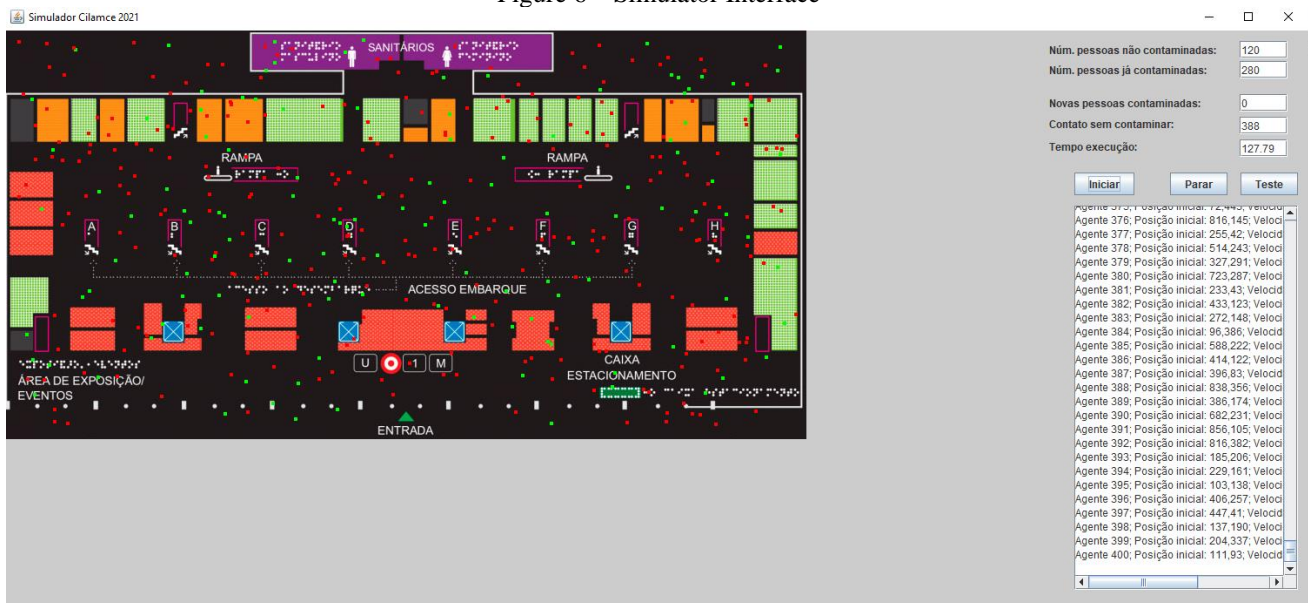 Figure 6 – Simulator Interface
Simulador Cilamce 2021
SANITÁRIOS
RAMPA
RAMPA
A B C D E F G H
ACESSO EMBARQUE
U 1 M
CAIXA
ESTACIONAMENTO
ÁREA DE EXPOSIÇÃO/
EVENTOS
ENTRADA
Núm. pessoas não contaminadas: 120
Núm. pessoas já contaminadas: 280
Novas pessoas contaminadas: 0
Contato sem contaminar: 388
Tempo execução: 127.79
Iniciar Parar Teste
Agente 375; Posição inicial: 72,445; Velocid
Agente 376; Posição inicial: 816,145; Veloci
Agente 377; Posição inicial: 255,42; Velocid
Agente 378; Posição inicial: 514,243; Veloci
Agente 379; Posição inicial: 327,291; Veloci
Agente 380; Posição inicial: 723,287; Veloci
Agente 381; Posição inicial: 233,43; Velocid
Agente 382; Posição inicial: 433,123; Veloci
Agente 383; Posição inicial: 272,148; Veloci
Agente 384; Posição inicial: 96,386; Velocid
Agente 385; Posição inicial: 588,222; Veloci
Agente 386; Posição inicial: 414,122; Veloci
Agente 387; Posição inicial: 396,83; Velocid
Agente 388; Posição inicial: 838,356; Veloci
Agente 389; Posição inicial: 386,174; Veloci
Agente 390; Posição inicial: 682,231; Veloci
Agente 391; Posição inicial: 856,105; Veloci
Agente 392; Posição inicial: 816,382; Veloci
Agente 393; Posição inicial: 185,206; Veloci
Agente 394; Posição inicial: 229,161; Veloci
Agente 395; Posição inicial: 103,138; Veloci
Agente 396; Posição inicial: 406,257; Veloci
Agente 397; Posição inicial: 447,41; Velocid
Agente 398; Posição inicial: 137,190; Veloci
Agente 399; Posição inicial: 204,337; Veloci
Agente 400; Posição inicial: 111,93; Velocid